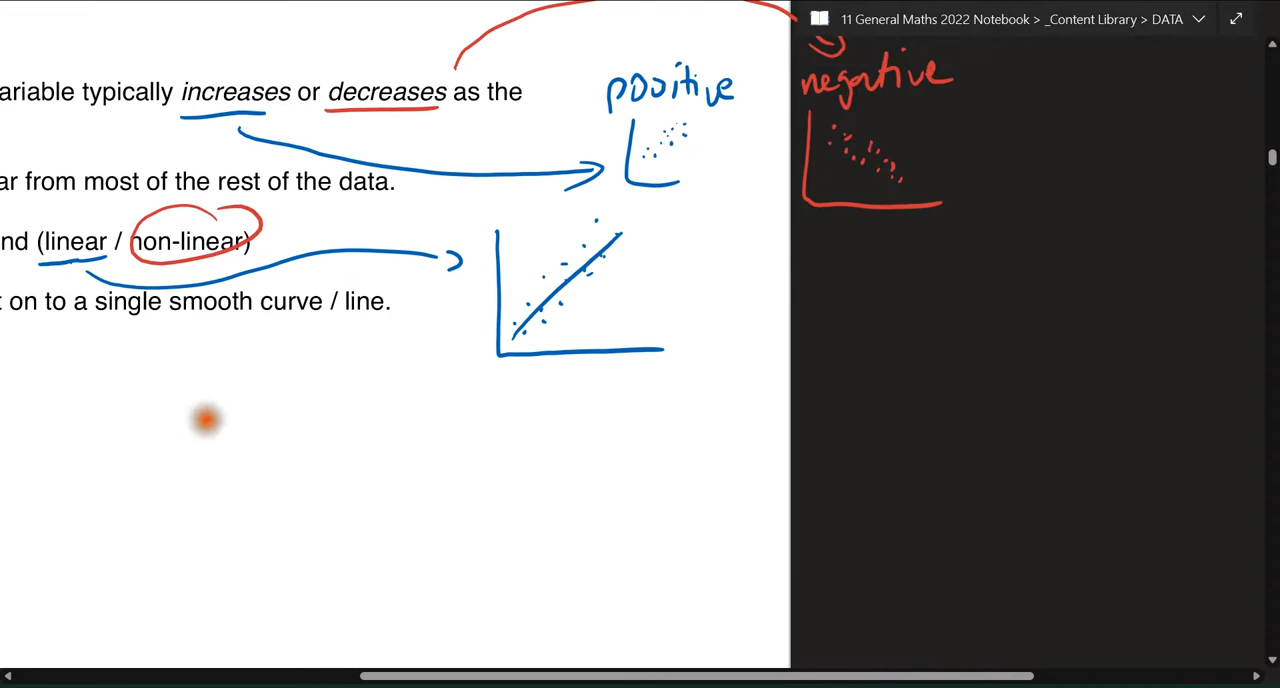 11 General Maths 2022 Notebook > _Content Library > DATA
ariable typically increases or decreases as the
positive
negative
ar from most of the rest of the data.
nd (linear / non-linear)
t on to a single smooth curve / line.